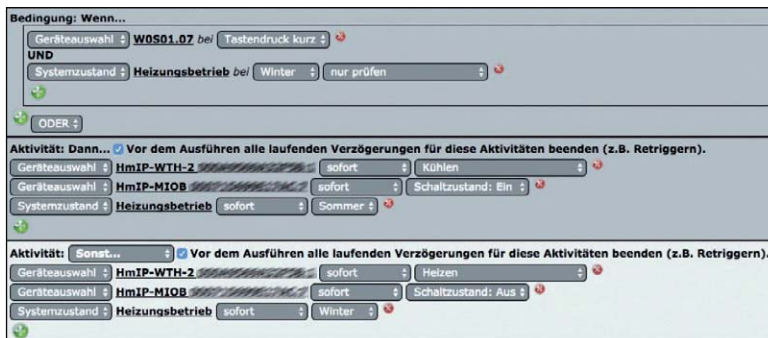 Bedingung: Wenn...
Geräteauswahl W0S01.07 bei Tastendruck kurz
UND
Systemzustand Heizungsbetrieb bei Winter nur prüfen
ODER
Aktivität: Dann... Vor dem Ausführen alle laufenden Verzögerungen für diese Aktivitäten beenden (z.B. Retriggern).
Geräteauswahl HmIP-WTH-2 sofort Kühlen
Geräteauswahl HmIP-MIOB sofort Schaltzustand: Ein
Systemzustand Heizungsbetrieb sofort Sommer
Aktivität: Sonst... Vor dem Ausführen alle laufenden Verzögerungen für diese Aktivitäten beenden (z.B. Retriggern).
Geräteauswahl HmIP-WTH-2 sofort Heizen
Geräteauswahl HmIP-MIOB sofort Schaltzustand: Aus
Systemzustand Heizungsbetrieb sofort Winter